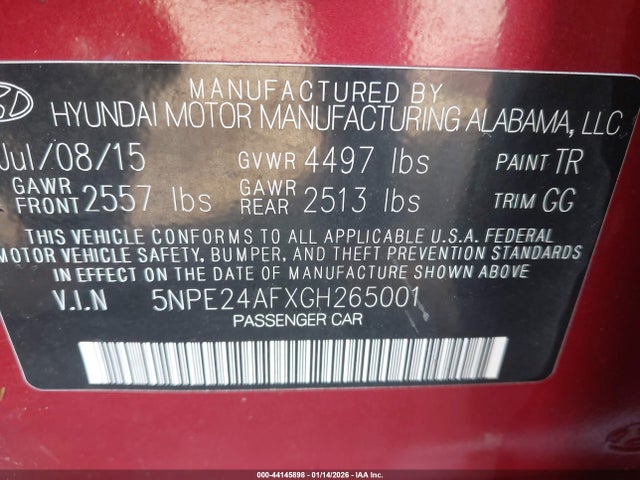 MANUFACTURED BY
HYUNDAI MOTOR MANUFACTURING ALABAMA, LLC
Jul/08/15 GVWR 4497 lbs PAINT TR
GAWR FRONT 2557 lbs GAWR REAR 2513 lbs TRIM GG
THIS VEHICLE CONFORMS TO ALL APPLICABLE U.S.A. FEDERAL
MOTOR VEHICLE SAFETY, BUMPER, AND THEFT PREVENTION STANDARDS
IN EFFECT ON THE DATE OF MANUFACTURE SHOWN ABOVE
V.I.N 5NPE24AFXGH265001
PASSENGER CAR
000-44145898 - 01/14/2026 - IAA Inc.